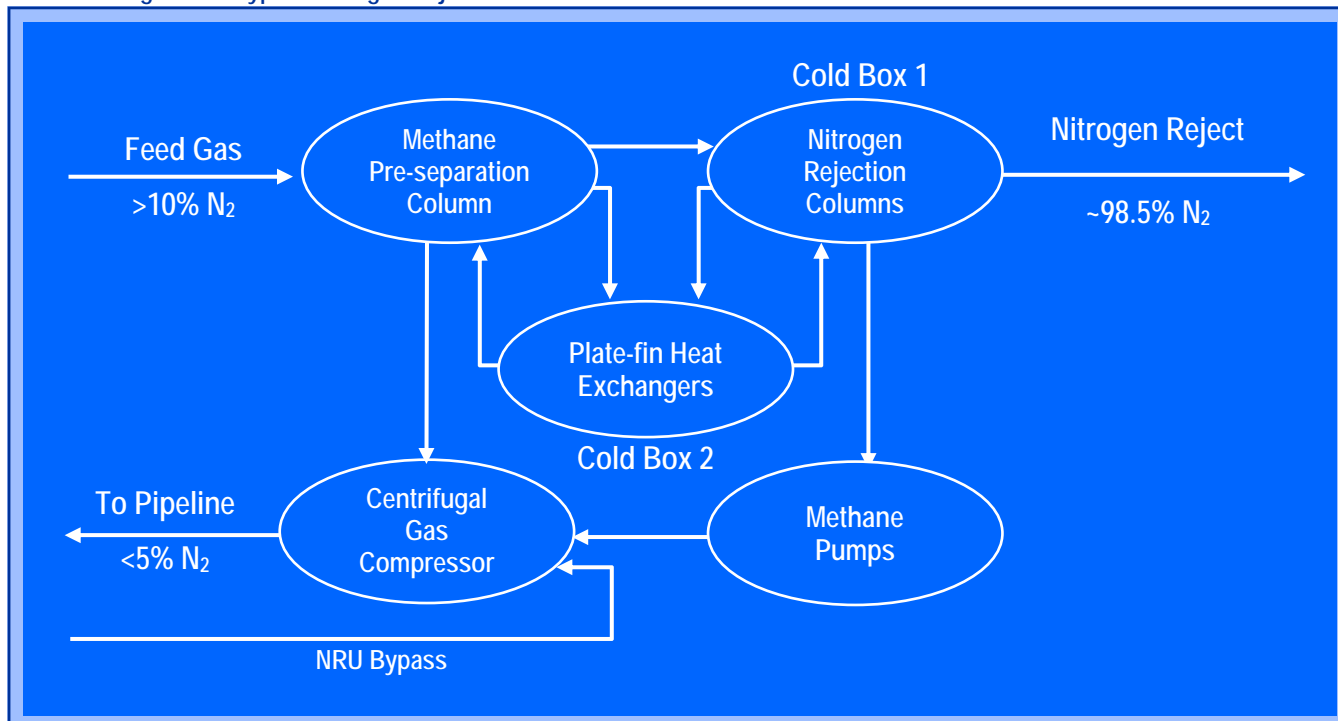 Cold Box 1
Feed Gas
>10% N₂
Methane
Pre-separation
Column
Nitrogen
Rejection
Columns
Nitrogen Reject
~98.5% N₂
Plate-fin Heat
Exchangers
Cold Box 2
To Pipeline
<5% N₂
Centrifugal
Gas
Compressor
Methane
Pumps
NRU Bypass